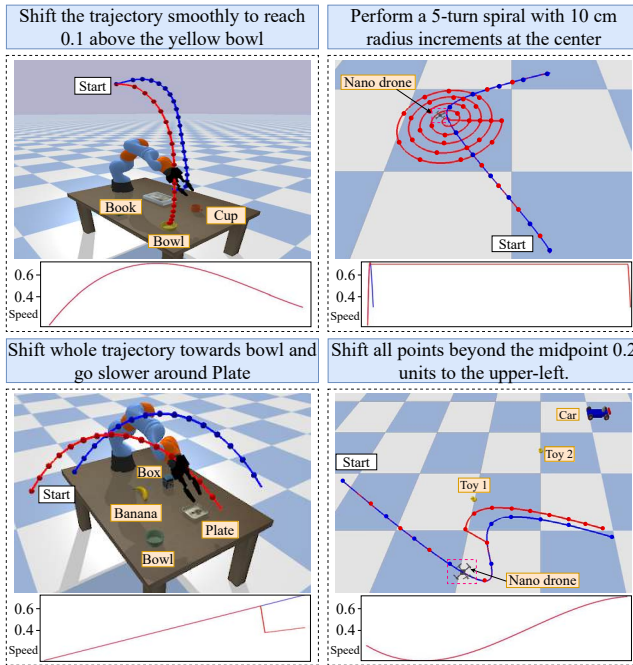 Shift the trajectory smoothly to reach
0.1 above the yellow bowl
Start
Book
Cup
Bowl
0.6
0.4
Speed
Perform a 5-turn spiral with 10 cm
radius increments at the center
Nano drone
Start
0.6
0.4
Speed
Shift whole trajectory towards bowl and
go slower around Plate
Start
Box
Banana
Plate
Bowl
0.6
0.4
Speed
Shift all points beyond the midpoint 0.2
units to the upper-left.
Car
Start
Toy 2
Toy 1
Nano drone
0.6
0.4
Speed